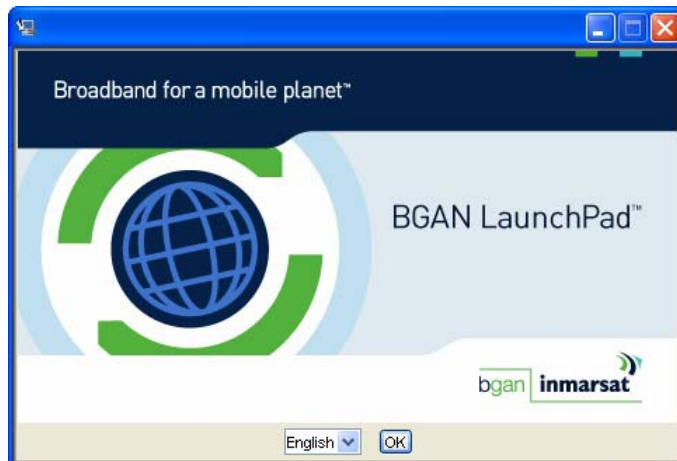 Broadband for a mobile planet™
BGAN LaunchPad™
bgan inmarsat
English OK